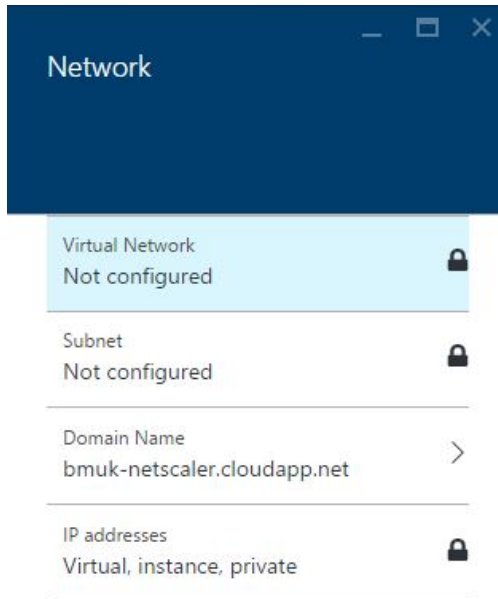 Network
Virtual Network
Not configured
Subnet
Not configured
Domain Name
bmuk-netscaler.cloudapp.net
IP addresses
Virtual, instance, private